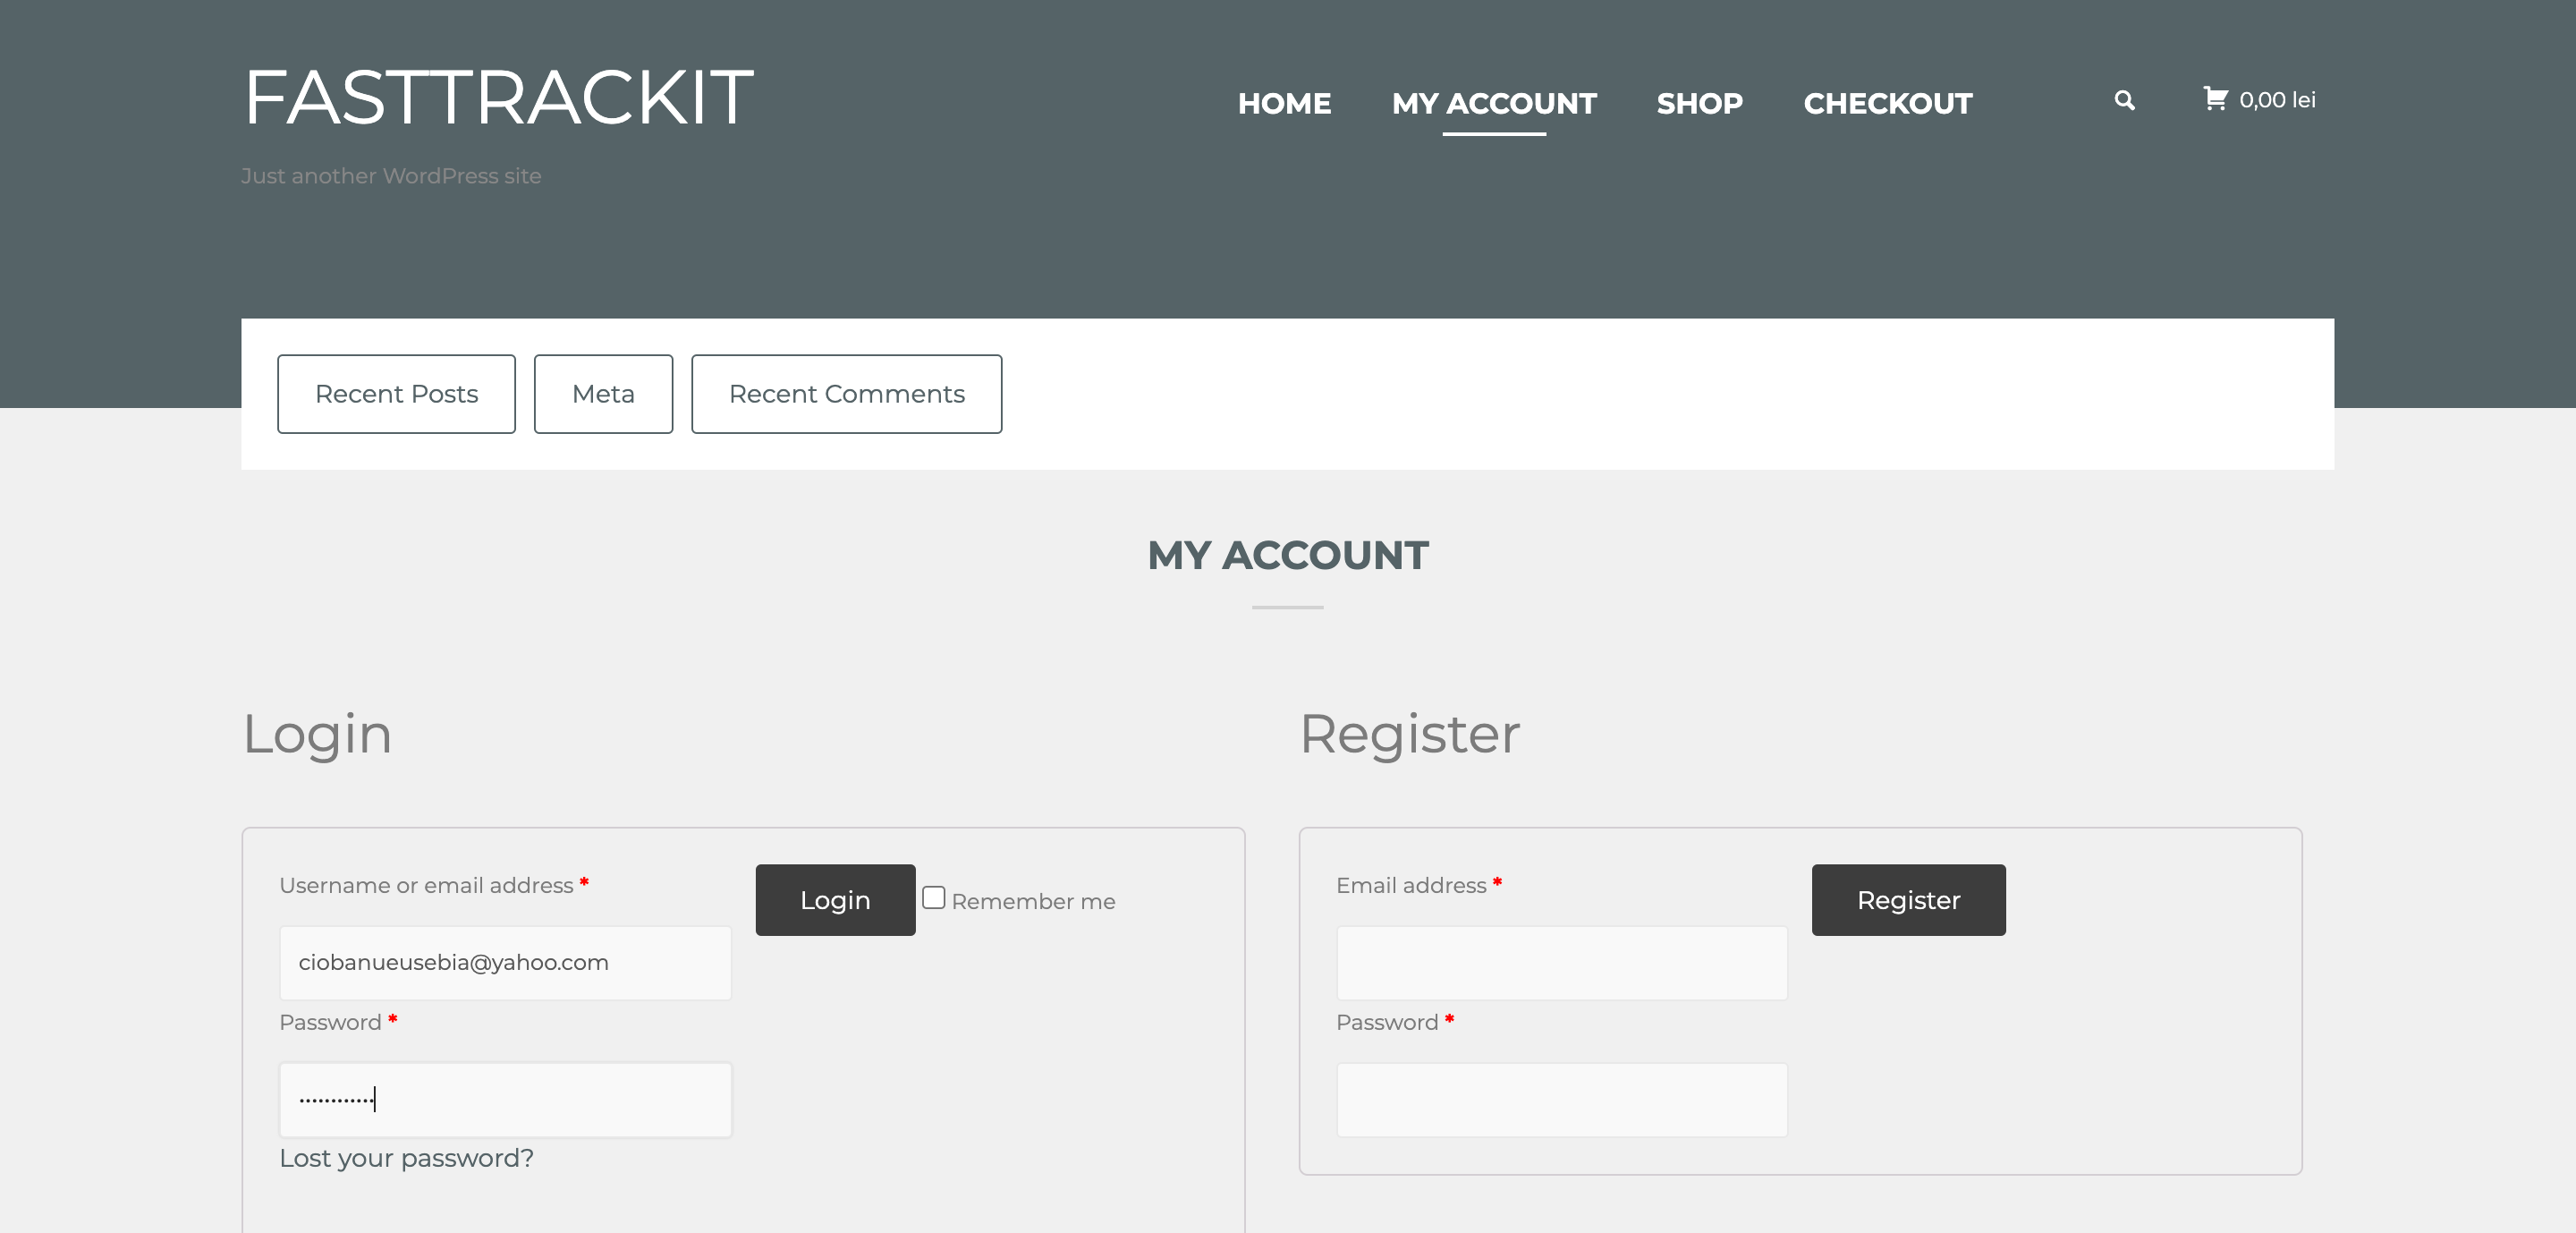 FASTTRACKIT
HOME MY ACCOUNT SHOP CHECKOUT 0,00 lei
Just another WordPress site
Recent Posts Meta Recent Comments
MY ACCOUNT
Login
Username or email address *
Login Remember me
ciobanueusebia@yahoo.com
Password *
••••••••••••
Lost your password?
Register
Email address *
Register
Password *